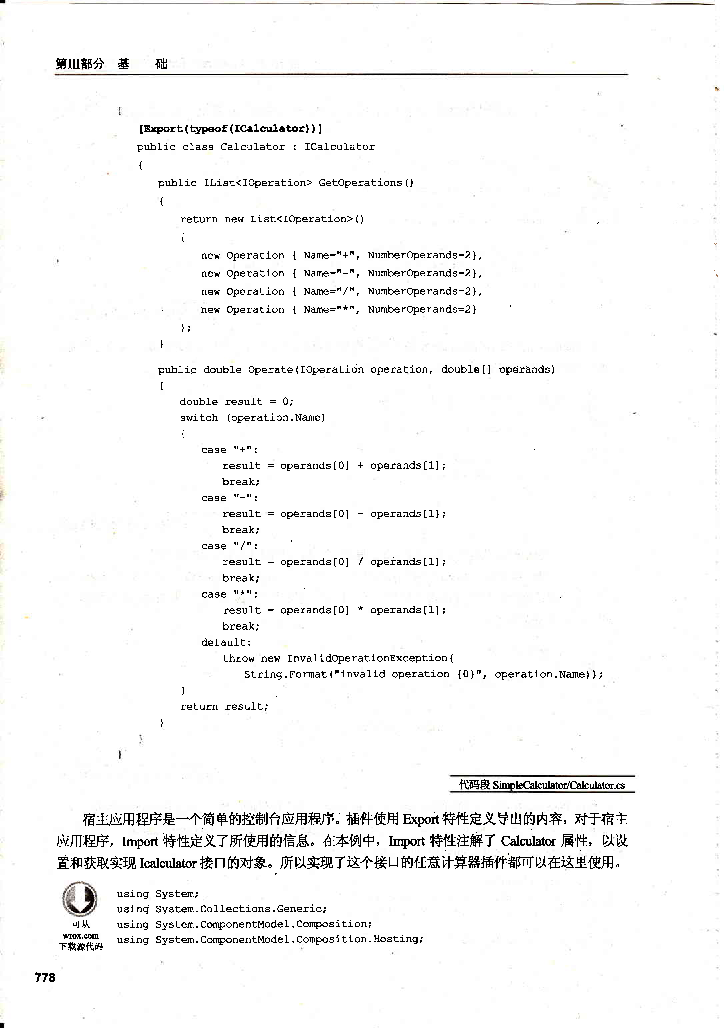 第III部分 基 础
{
[Export(typeof(ICalculator))]
public class Calculator : ICalculator
{
public IList<IOperation> GetOperations()
{
return new List<IOperation>()
{
new Operation { Name="+", NumberOperands=2},
new Operation { Name="-", NumberOperands=2},
new Operation { Name="/", NumberOperands=2},
new Operation { Name="*", NumberOperands=2}
};
}
public double Operate(IOperation operation, double[] operands)
{
double result = 0;
switch (operation.Name)
{
case "+":
result = operands[0] + operands[1];
break;
case "-":
result = operands[0] - operands[1];
break;
case "/":
result = operands[0] / operands[1];
break;
case "*":
result = operands[0] * operands[1];
break;
default:
throw new InvalidOperationException(
String.Format("invalid operation {0}", operation.Name));
}
return result;
}
}
}
代码段 SimpleCalculator/Calculator.cs
宿主应用程序是一个简单的控制台应用程序。插件使用 Export 特性定义导出的内容，对于宿主
应用程序，Import 特性定义了所使用的信息。在本例中，Import 特性注解了 Calculator 属性，以设
置和获取实现 Icalculator 接口的对象。所以实现了这个接口的任意计算器插件都可以在这里使用。
using System;
using System.Collections.Generic;
using System.ComponentModel.Composition;
using System.ComponentModel.Composition.Hosting;
可从
wrox.com
下载源代码
778